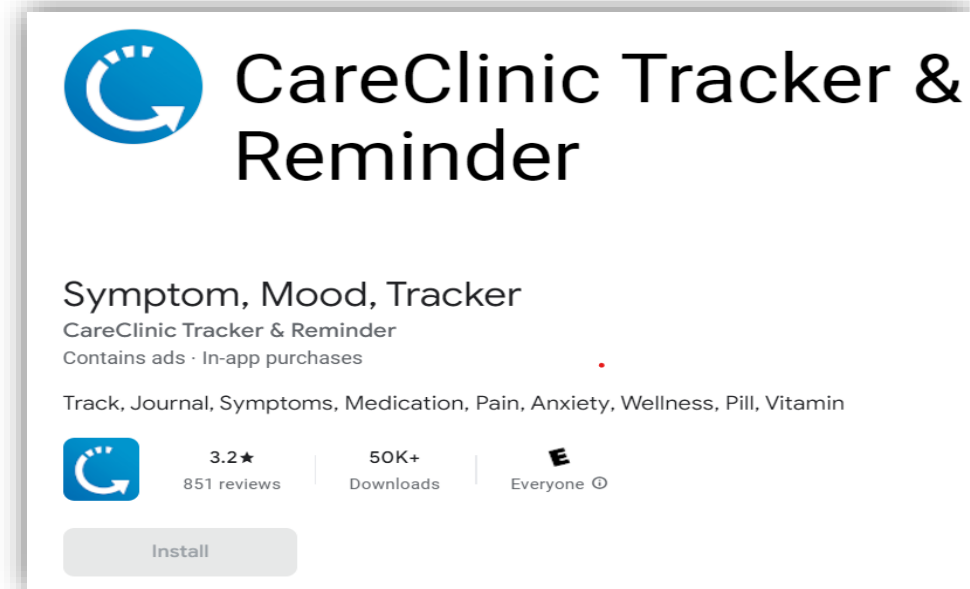 CareClinic Tracker &
Reminder
Symptom, Mood, Tracker
CareClinic Tracker & Reminder
Contains ads · In-app purchases
Track, Journal, Symptoms, Medication, Pain, Anxiety, Wellness, Pill, Vitamin
3.2★ 50K+ E
851 reviews Downloads Everyone
Install